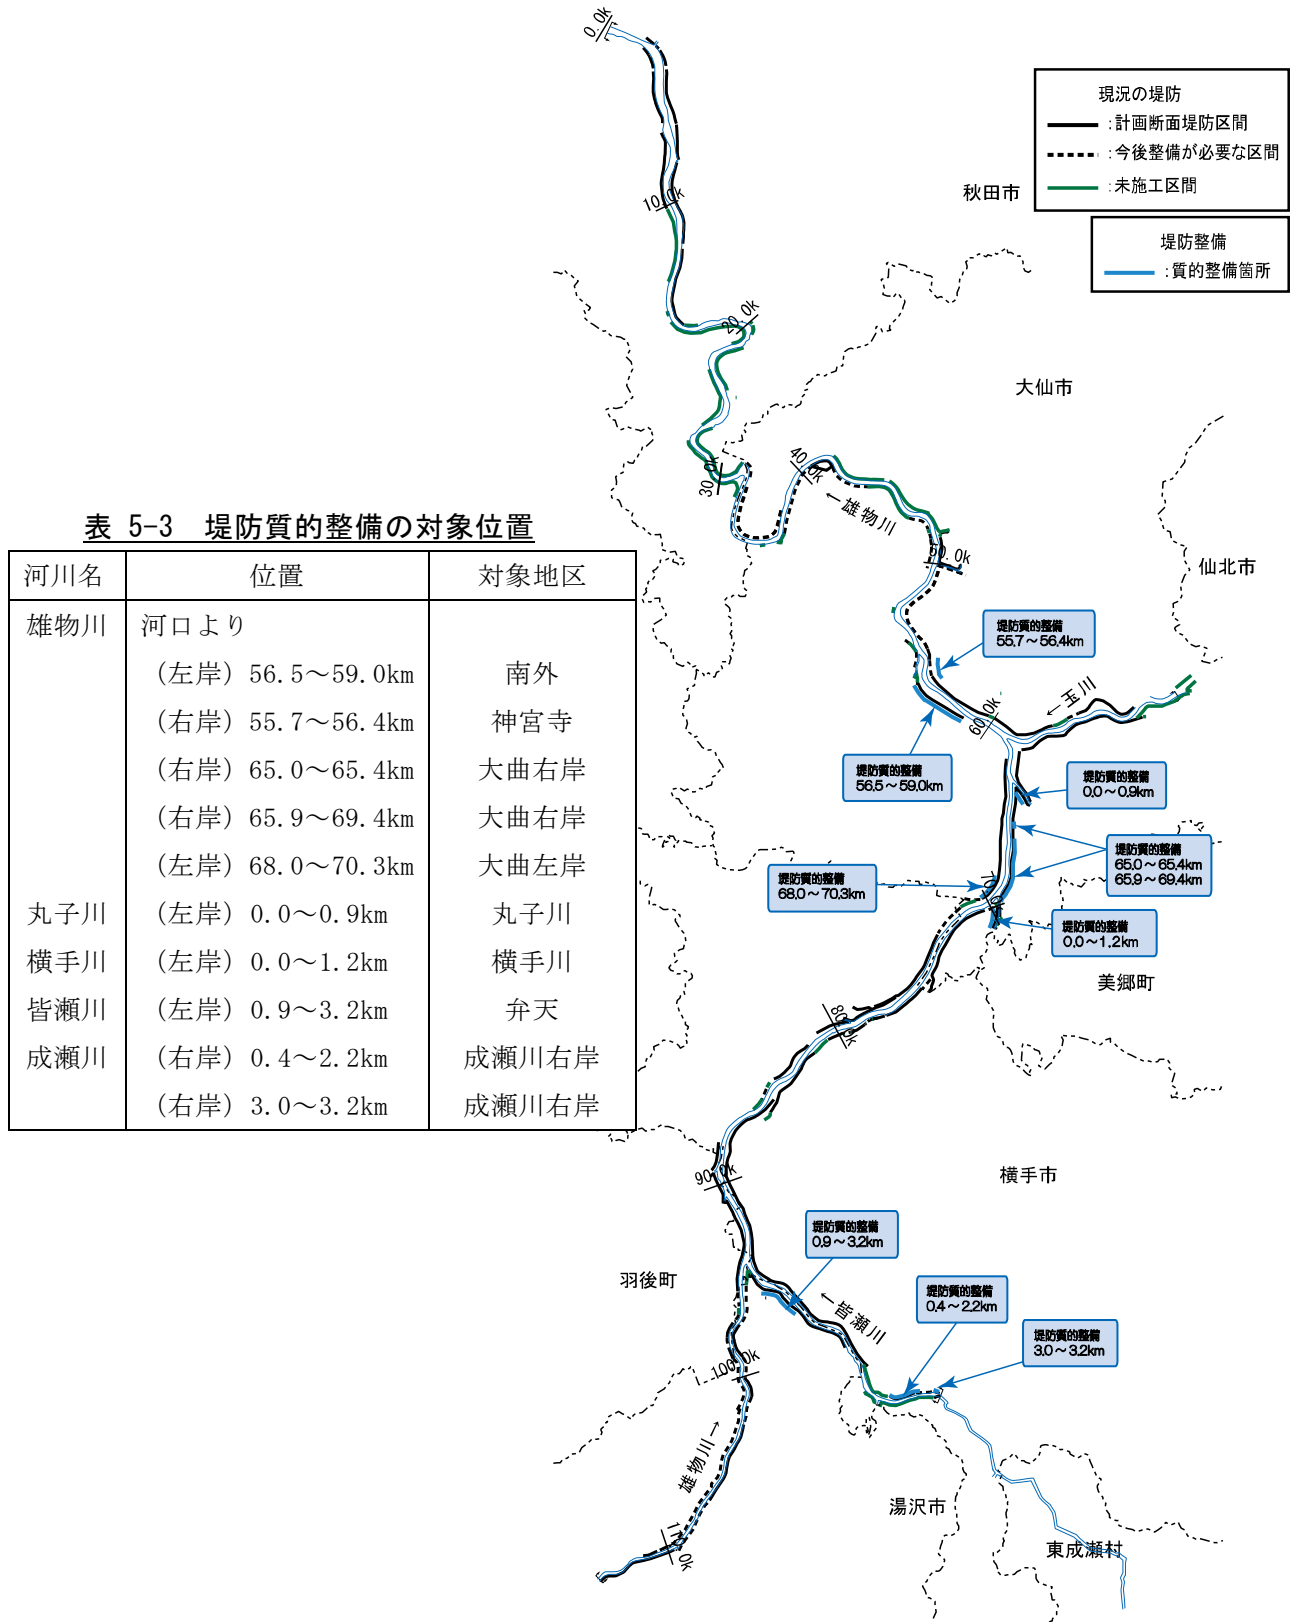 0.0k
現況の堤防
:計画断面堤防区間
:今後整備が必要な区間
:未施工区間
堤防整備
:質的整備箇所
秋田市
10.0k
20.0k
大仙市
30.0k
40.0k
←雄物川
50.0k
仙北市
表 5-3 堤防質的整備の対象位置
河川名 位置 対象地区
雄物川 河口より
(左岸) 56.5～59.0km 南外
(右岸) 55.7～56.4km 神宮寺
(右岸) 65.0～65.4km 大曲右岸
(右岸) 65.9～69.4km 大曲右岸
(左岸) 68.0～70.3km 大曲左岸
丸子川 (左岸) 0.0～0.9km 丸子川
横手川 (左岸) 0.0～1.2km 横手川
皆瀬川 (左岸) 0.9～3.2km 弁天
成瀬川 (右岸) 0.4～2.2km 成瀬川右岸
(右岸) 3.0～3.2km 成瀬川右岸
堤防質的整備
55.7～56.4km
←玉川
60.0k
堤防質的整備
56.5～59.0km
堤防質的整備
0.0～0.9km
堤防質的整備
65.0～65.4km
65.9～69.4km
堤防質的整備
68.0～70.3km
70.0k
堤防質的整備
0.0～1.2km
美郷町
80.0k
90.0k
横手市
堤防質的整備
0.9～3.2km
羽後町
←皆瀬川
堤防質的整備
0.4～2.2km
堤防質的整備
3.0～3.2km
100.0k
雄物川→
湯沢市
110.0k
東成瀬村